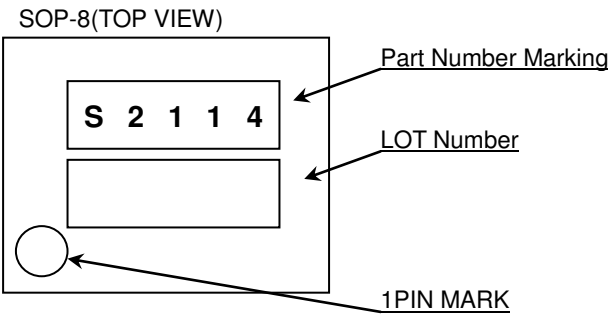 SOP-8(TOP VIEW)
Part Number Marking
S 2 1 1 4
LOT Number
1PIN MARK